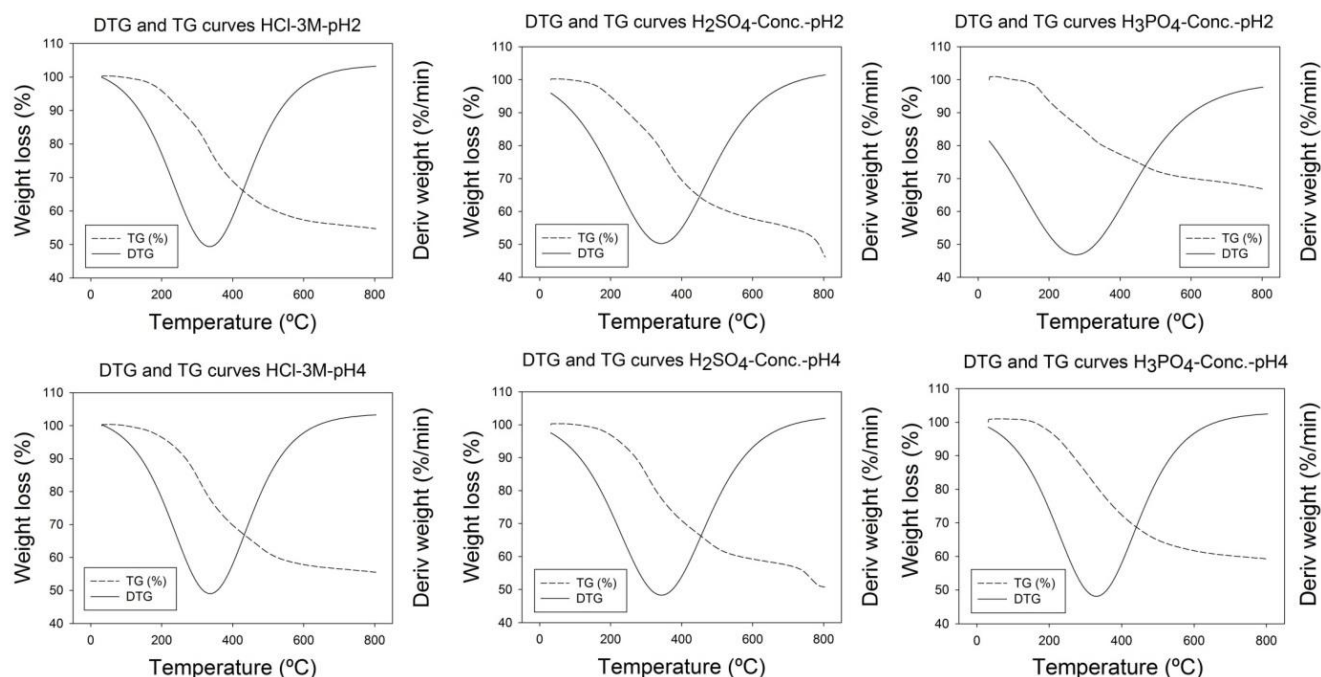 DTG and TG curves HCl-3M-pH2
110
100
90
80
70
60
50
40
Weight loss (%)
Deriv weight (%/min)
TG (%)
DTG
0 200 400 600 800
Temperature (ºC)
DTG and TG curves H₂SO₄-Conc.-pH2
110
100
90
80
70
60
50
40
Weight loss (%)
Deriv weight (%/min)
TG (%)
DTG
0 200 400 600 800
Temperature (ºC)
DTG and TG curves H₃PO₄-Conc.-pH2
110
100
90
80
70
60
50
40
Weight loss (%)
Deriv weight (%/min)
TG (%)
DTG
0 200 400 600 800
Temperature (ºC)
DTG and TG curves HCl-3M-pH4
110
100
90
80
70
60
50
40
Weight loss (%)
Deriv weight (%/min)
TG (%)
DTG
0 200 400 600 800
Temperature (ºC)
DTG and TG curves H₂SO₄-Conc.-pH4
110
100
90
80
70
60
50
40
Weight loss (%)
Deriv weight (%/min)
TG (%)
DTG
0 200 400 600 800
Temperature (ºC)
DTG and TG curves H₃PO₄-Conc.-pH4
110
100
90
80
70
60
50
40
Weight loss (%)
Deriv weight (%/min)
TG (%)
DTG
0 200 400 600 800
Temperature (ºC)